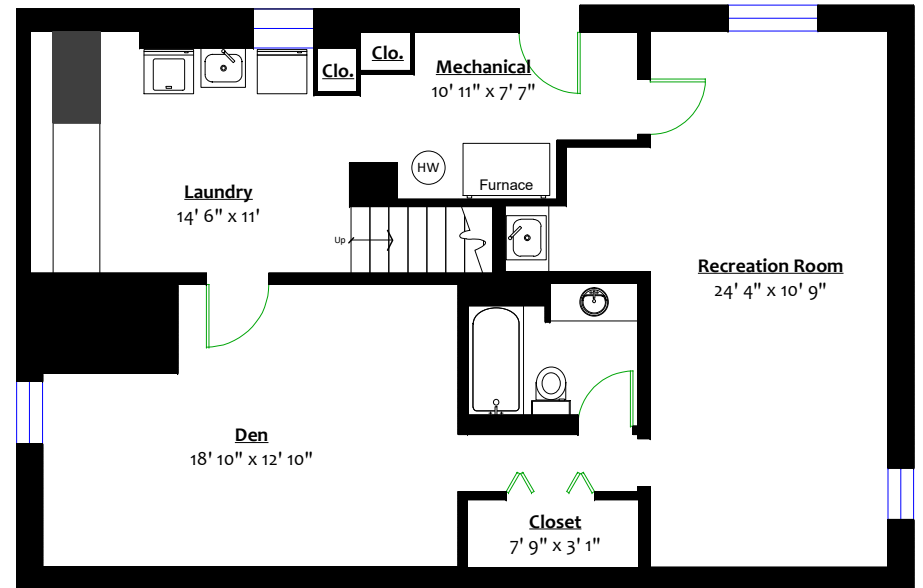 Clo.
Clo.
Mechanical
10' 11" x 7' 7"
HW
Furnace
Laundry
14' 6" x 11'
Up
Recreation Room
24' 4" x 10' 9"
Den
18' 10" x 12' 10"
Closet
7' 9" x 3' 1"